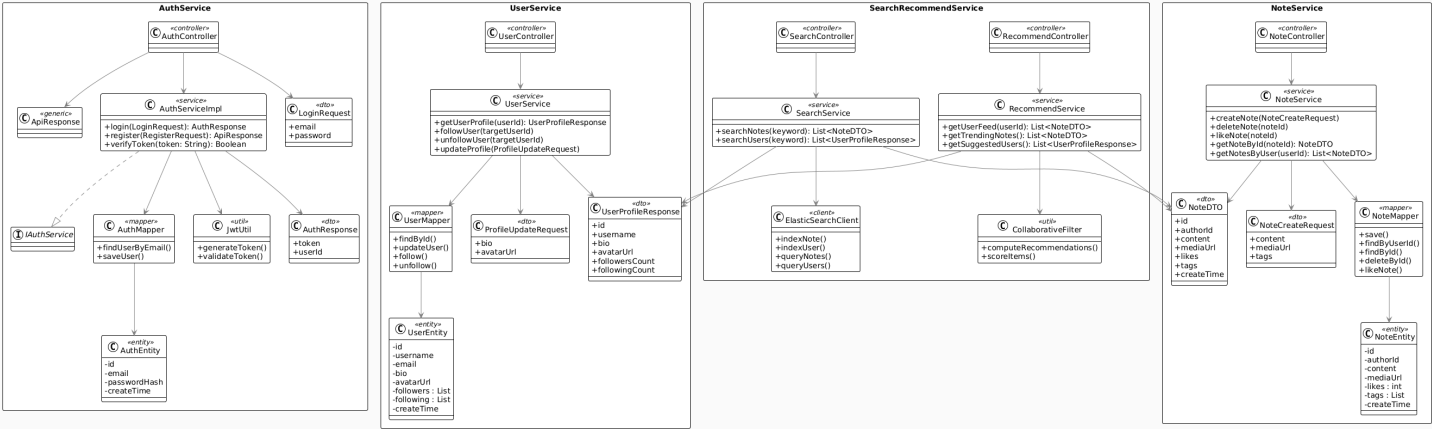 AuthService
«controller»
AuthController
«generic»
ApiResponse
«service»
AuthServiceImpl
+login(LoginRequest): AuthResponse
+register(RegisterRequest): ApiResponse
+verifyToken(token: String): Boolean
«dto»
LoginRequest
+email
+password
IAuthService
«mapper»
AuthMapper
+findUserByEmail()
+saveUser()
«util»
JwtUtil
+generateToken()
+validateToken()
«dto»
AuthResponse
+token
+userId
«entity»
AuthEntity
-id
-email
-passwordHash
-createTime
UserService
«controller»
UserController
«service»
UserService
+getUserProfile(userId): UserProfileResponse
+followUser(targetUserId)
+unfollowUser(targetUserId)
+updateProfile(ProfileUpdateRequest)
«mapper»
UserMapper
+findById()
+updateUser()
+follow()
+unfollow()
«dto»
ProfileUpdateRequest
+bio
+avatarUrl
«dto»
UserProfileResponse
+id
+username
+bio
+avatarUrl
+followersCount
+followingCount
«entity»
UserEntity
-id
-username
-email
-bio
-avatarUrl
-followers : List
-following : List
-createTime
SearchRecommendService
«controller»
SearchController
«controller»
RecommendController
«service»
SearchService
+searchNotes(keyword): List<NoteDTO>
+searchUsers(keyword): List<UserProfileResponse>
«service»
RecommendService
+getUserFeed(userId): List<NoteDTO>
+getTrendingNotes(): List<NoteDTO>
+getSuggestedUsers(): List<UserProfileResponse>
«client»
ElasticSearchClient
+indexNote()
+indexUser()
+queryNotes()
+queryUsers()
«util»
CollaborativeFilter
+computeRecommendations()
+scoreItems()
NoteService
«controller»
NoteController
«service»
NoteService
+createNote(NoteCreateRequest)
+deleteNote(noteId)
+likeNote(noteId)
+getNoteById(noteId): NoteDTO
+getNotesByUser(userId): List<NoteDTO>
«dto»
NoteDTO
+id
+authorId
+content
+mediaUrl
+likes
+tags
+createTime
«dto»
NoteCreateRequest
+content
+mediaUrl
+tags
«mapper»
NoteMapper
+save()
+findByUserId()
+findById()
+deleteById()
+likeNote()
«entity»
NoteEntity
-id
-authorId
-content
-mediaUrl
-likes : int
-tags : List
-createTime